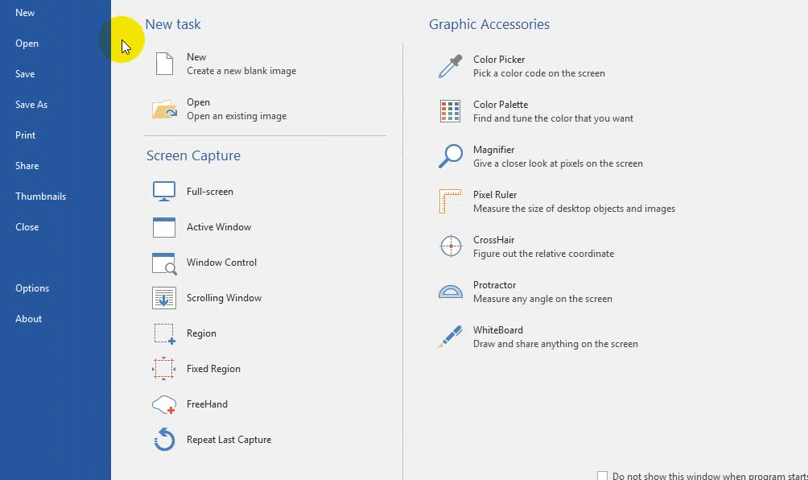 New
Open
Save
Save As
Print
Share
Thumbnails
Close
Options
About
New task
New
Create a new blank image
Open
Open an existing image
Screen Capture
Full-screen
Active Window
Window Control
Scrolling Window
Region
Fixed Region
FreeHand
Repeat Last Capture
Graphic Accessories
Color Picker
Pick a color code on the screen
Color Palette
Find and tune the color that you want
Magnifier
Give a closer look at pixels on the screen
Pixel Ruler
Measure the size of desktop objects and images
CrossHair
Figure out the relative coordinate
Protractor
Measure any angle on the screen
WhiteBoard
Draw and share anything on the screen
Do not show this window when program starts